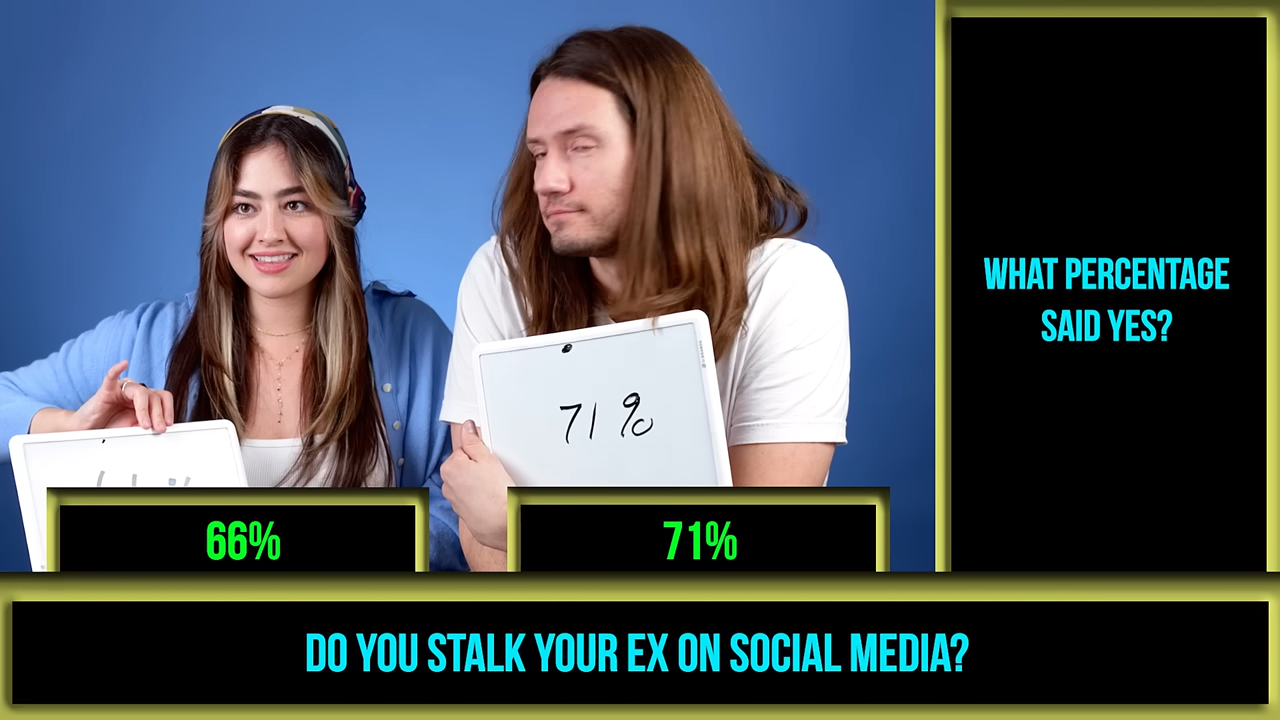 WHAT PERCENTAGE
SAID YES?
71%
66%
71%
DO YOU STALK YOUR EX ON SOCIAL MEDIA?